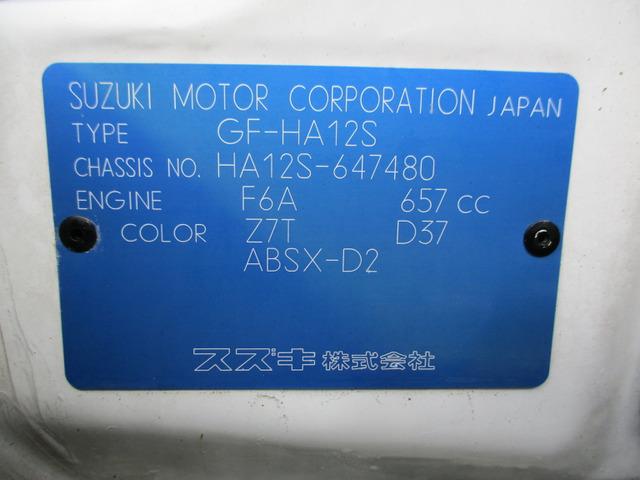 SUZUKI MOTOR CORPORATION JAPAN
TYPE GF-HA12S
CHASSIS NO. HA12S-647480
ENGINE F6A 657 cc
COLOR Z7T D37
ABSX-D2
スズキ株式会社